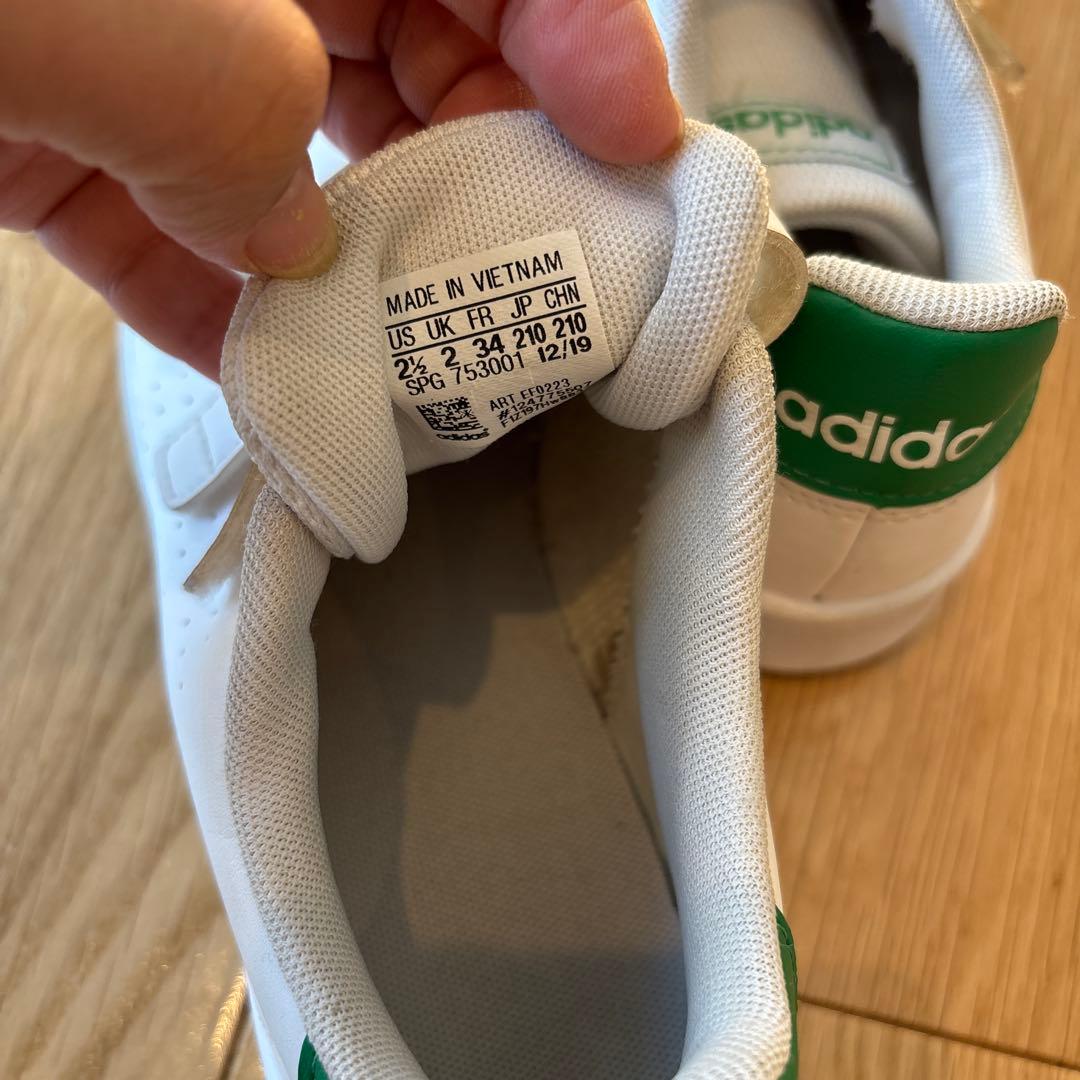 MADE IN VIETNAM
US UK FR JP CHN
2½ 2 34 210 210
SPG 753001 12/19
ART EF0223
adidas
adidas
adidas